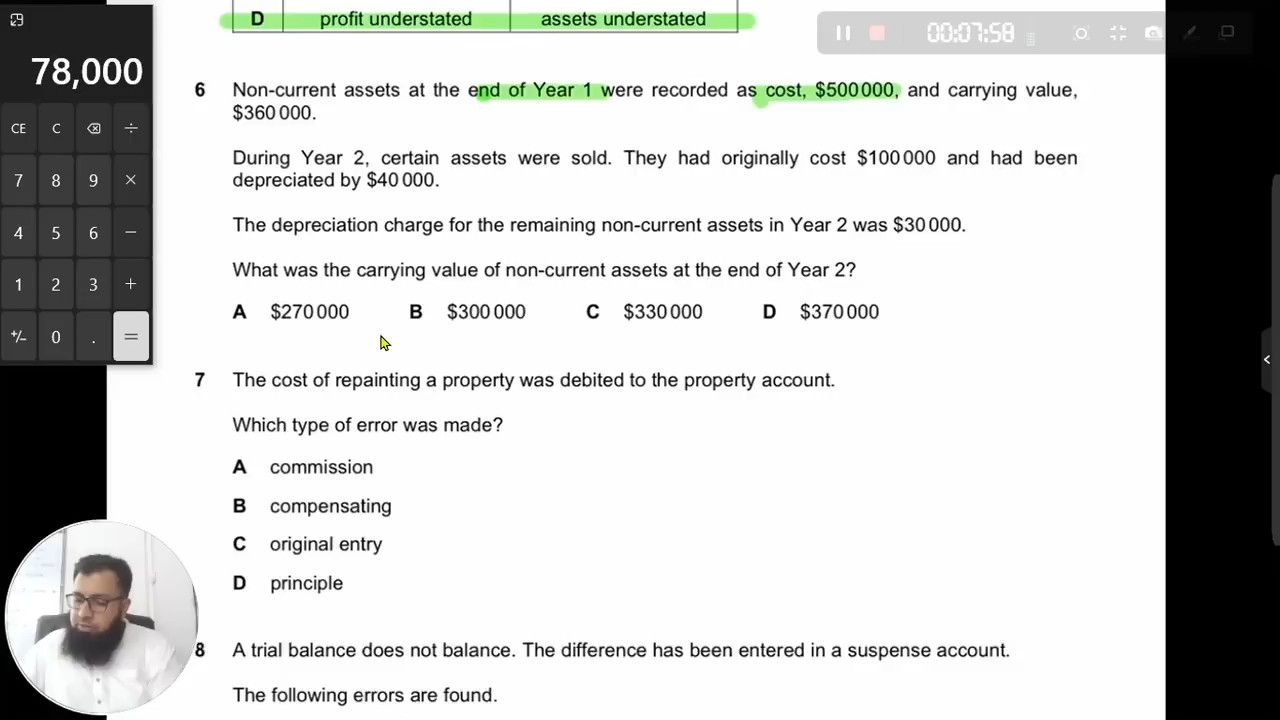 D profit understated assets understated
00:07:58
78,000
CE C ⌫ ÷
7 8 9 ×
4 5 6 −
1 2 3 +
+/− 0 . =
6 Non-current assets at the end of Year 1 were recorded as cost, $500 000, and carrying value,
$360 000.
During Year 2, certain assets were sold. They had originally cost $100 000 and had been
depreciated by $40 000.
The depreciation charge for the remaining non-current assets in Year 2 was $30 000.
What was the carrying value of non-current assets at the end of Year 2?
A $270 000 B $300 000 C $330 000 D $370 000
7 The cost of repainting a property was debited to the property account.
Which type of error was made?
A commission
B compensating
C original entry
D principle
8 A trial balance does not balance. The difference has been entered in a suspense account.
The following errors are found.